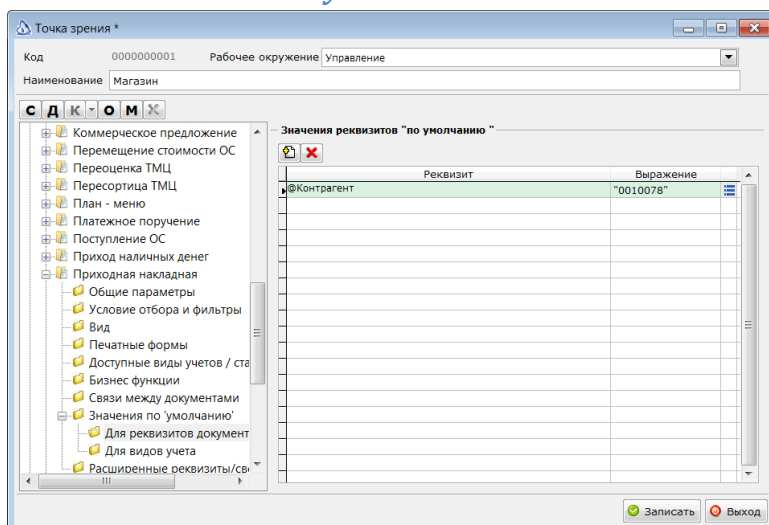 Точка зрения *
Код 0000000001 Рабочее окружение Управление
Наименование Магазин
С Д К О М Х
Коммерческое предложение
Перемещение стоимости ОС
Переоценка ТМЦ
Пересортица ТМЦ
План - меню
Платежное поручение
Поступление ОС
Приход наличных денег
Приходная накладная
Общие параметры
Условие отбора и фильтры
Вид
Печатные формы
Доступные виды учетов / ста
Бизнес функции
Связи между документами
Значения по 'умолчанию'
Для реквизитов документ
Для видов учета
Расширенные реквизиты/св
Значения реквизитов "по умолчанию "
Реквизит Выражение
@Контрагент "0010078"
Записать Выход